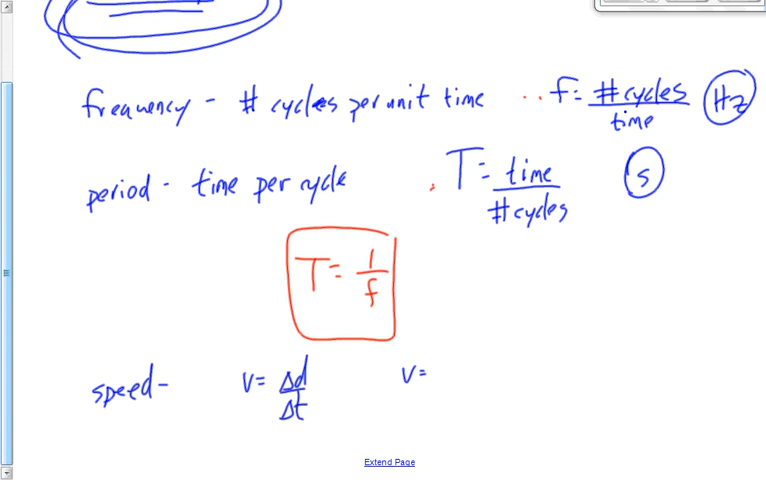 frequency - # cycles per unit time .. f = # cycles / time Hz
period - time per cycle . T = time / # cycles s
T = 1 / f
speed - v = Δd / Δt v =
Extend Page